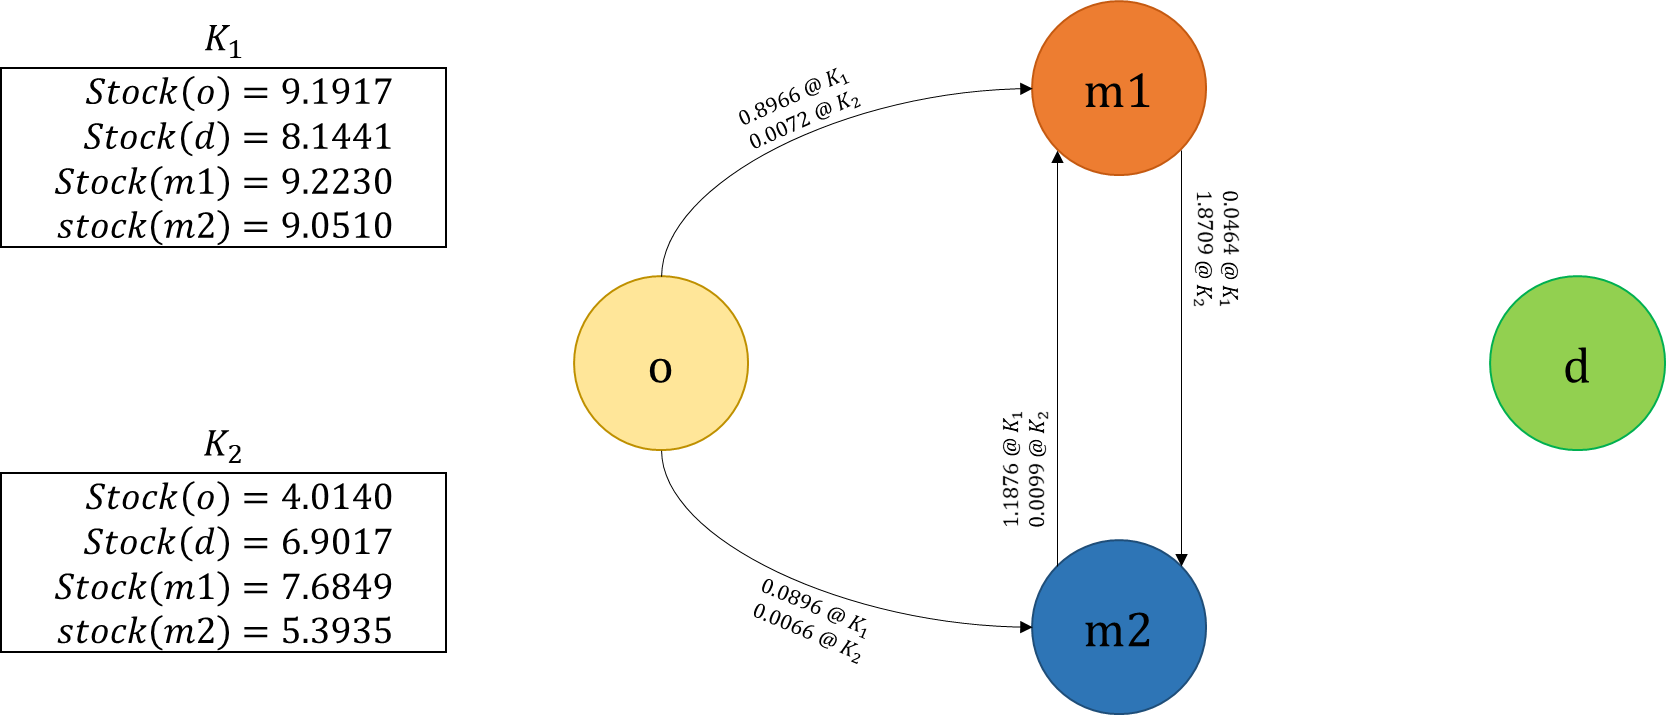 K₁
Stock(o) = 9.1917
Stock(d) = 8.1441
Stock(m1) = 9.2230
stock(m2) = 9.0510
K₂
Stock(o) = 4.0140
Stock(d) = 6.9017
Stock(m1) = 7.6849
stock(m2) = 5.3935
0.8966 @ K₁
0.0072 @ K₂
m1
0.0464 @ K₁
1.8709 @ K₂
o
d
1.1876 @ K₁
0.0099 @ K₂
0.0896 @ K₁
0.0066 @ K₂
m2